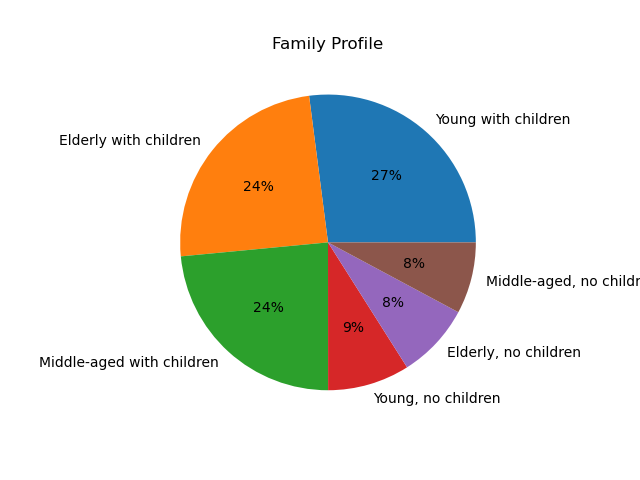 Family Profile
Young with children
Elderly with children
27%
24%
8%
Middle-aged, no
8%
24%
9%
Elderly, no children
Middle-aged with children
Young, no children